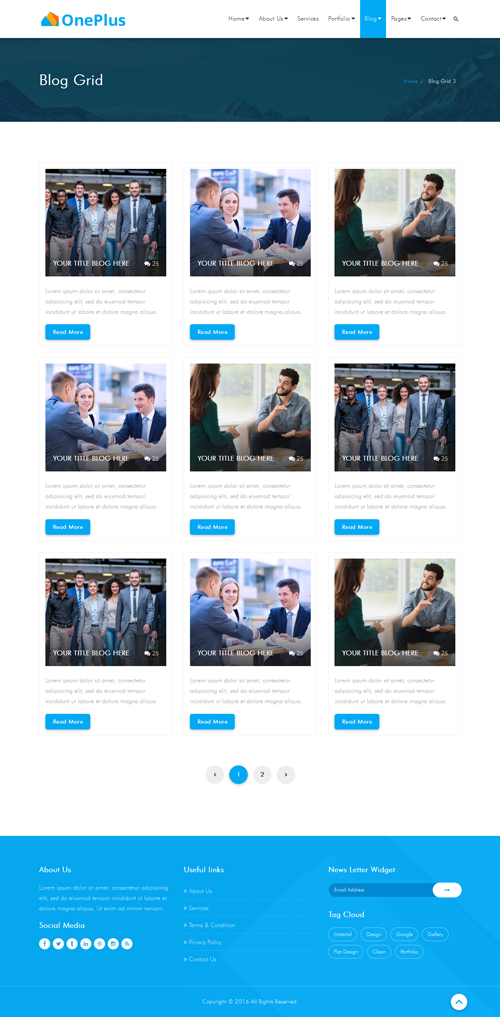 OnePlus
Home About Us Services Portfolio Blog Pages Contact
Blog Grid
Home / Blog Grid 3
YOUR TITLE BLOG HERE 25
Lorem ipsum dolor sit amet, consectetur
adipisicing elit, sed do eiusmod tempor
incididunt ut labore et dolore magna aliqua.
Read More
YOUR TITLE BLOG HERE 25
Lorem ipsum dolor sit amet, consectetur
adipisicing elit, sed do eiusmod tempor
incididunt ut labore et dolore magna aliqua.
Read More
YOUR TITLE BLOG HERE 25
Lorem ipsum dolor sit amet, consectetur
adipisicing elit, sed do eiusmod tempor
incididunt ut labore et dolore magna aliqua.
Read More
YOUR TITLE BLOG HERE 25
Lorem ipsum dolor sit amet, consectetur
adipisicing elit, sed do eiusmod tempor
incididunt ut labore et dolore magna aliqua.
Read More
YOUR TITLE BLOG HERE 25
Lorem ipsum dolor sit amet, consectetur
adipisicing elit, sed do eiusmod tempor
incididunt ut labore et dolore magna aliqua.
Read More
YOUR TITLE BLOG HERE 25
Lorem ipsum dolor sit amet, consectetur
adipisicing elit, sed do eiusmod tempor
incididunt ut labore et dolore magna aliqua.
Read More
YOUR TITLE BLOG HERE 25
Lorem ipsum dolor sit amet, consectetur
adipisicing elit, sed do eiusmod tempor
incididunt ut labore et dolore magna aliqua.
Read More
YOUR TITLE BLOG HERE 25
Lorem ipsum dolor sit amet, consectetur
adipisicing elit, sed do eiusmod tempor
incididunt ut labore et dolore magna aliqua.
Read More
YOUR TITLE BLOG HERE 25
Lorem ipsum dolor sit amet, consectetur
adipisicing elit, sed do eiusmod tempor
incididunt ut labore et dolore magna aliqua.
Read More
‹ 1 2 ›
About Us
Lorem ipsum dolor sit amet, consectetur adipisicing
elit, sed do eiusmod tempor incididunt ut labore et
dolore magna aliqua. Ut enim ad minim veniam
Social Media
Useful links
» About Us
» Services
» Terms & Condition
» Privacy Policy
» Contact Us
News Letter Widget
Email Address
Tag Cloud
Material Design Google Gallery
Flat Design Clean Portfolio
Copyright © 2016 All Rights Reserved.